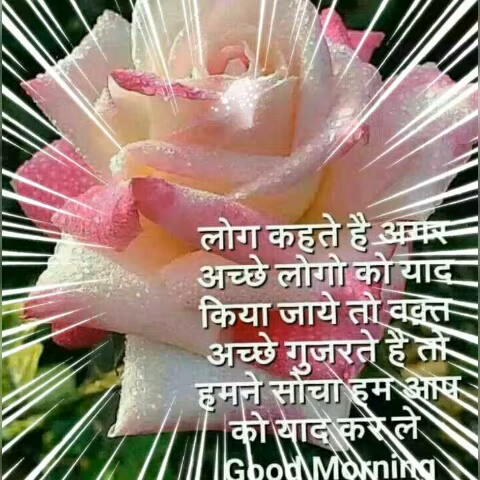 लोग कहते है अगर
अच्छे लोगो को याद
किया जाये तो वक़्त
अच्छे गुजरते हैं तो
हमने सोचा हम आप
को याद कर ले
Good Morning